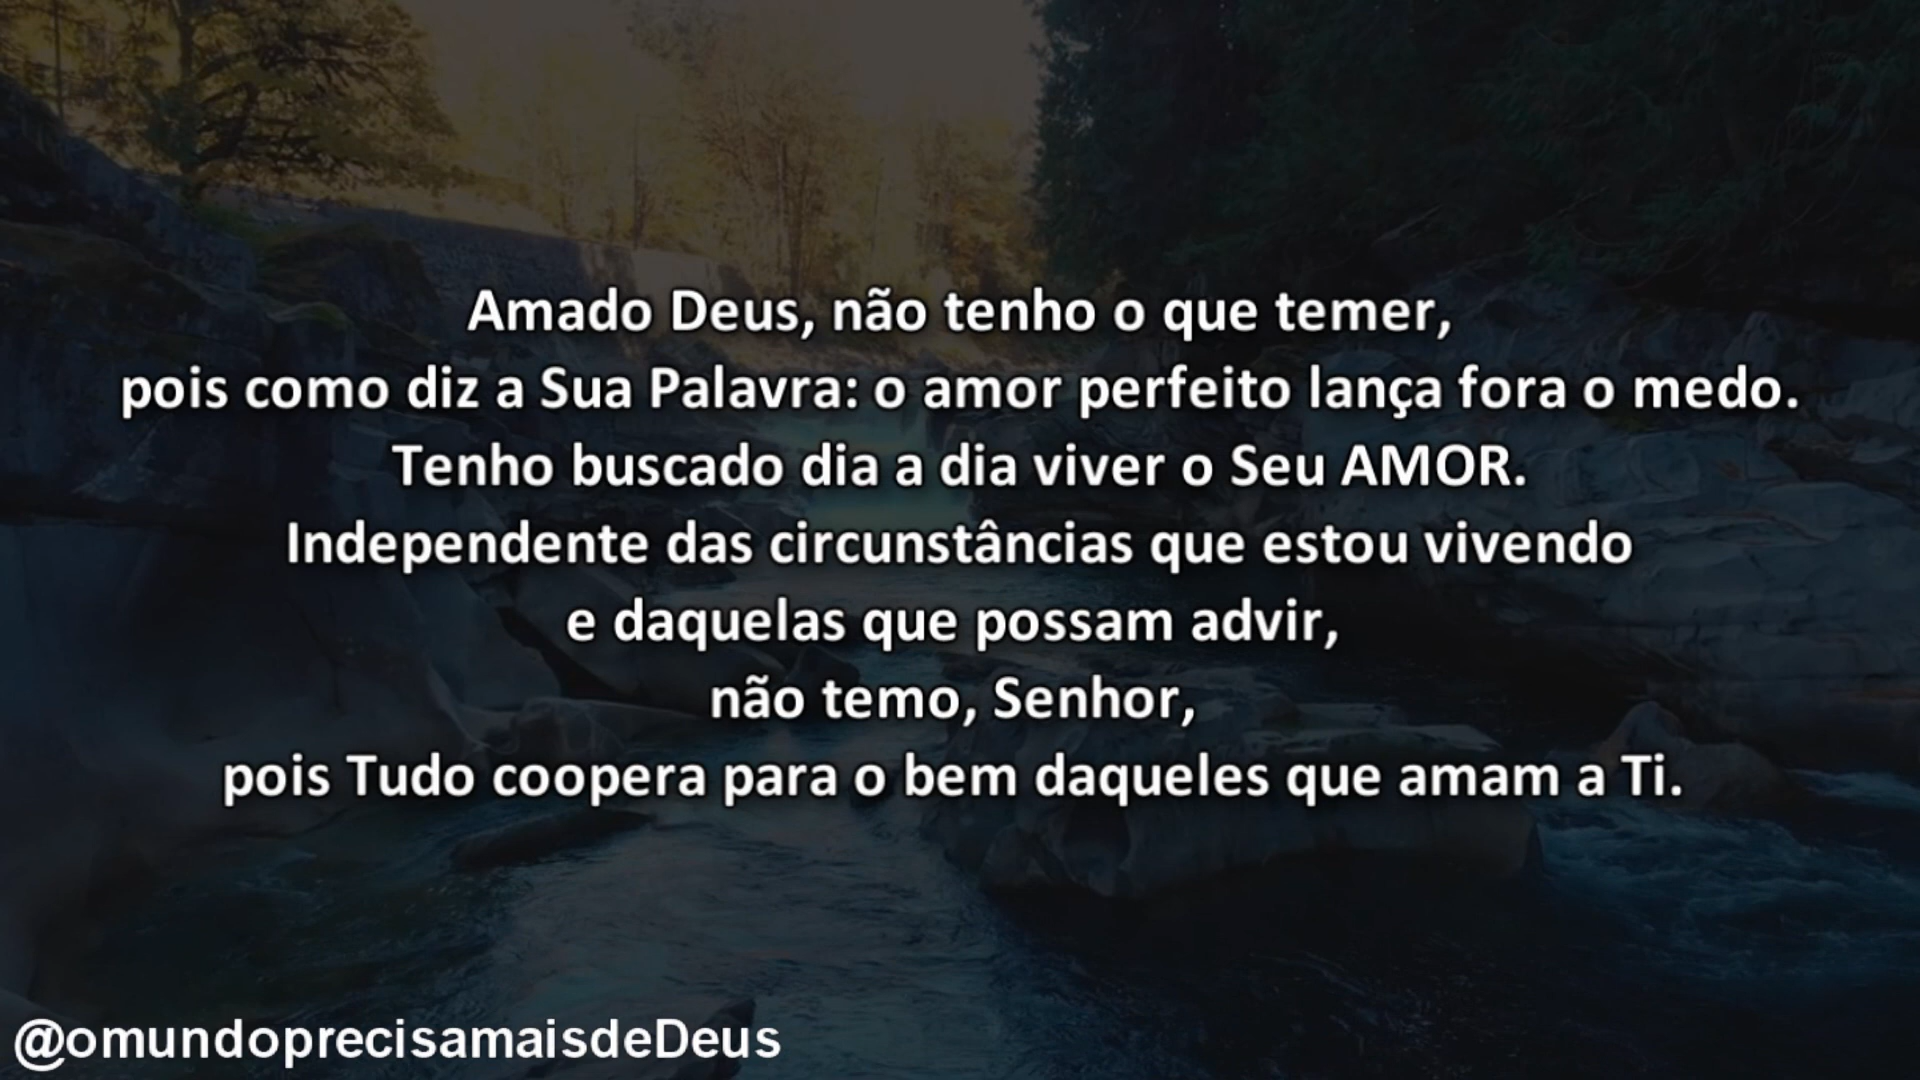 Amado Deus, não tenho o que temer,
pois como diz a Sua Palavra: o amor perfeito lança fora o medo.
Tenho buscado dia a dia viver o Seu AMOR.
Independente das circunstâncias que estou vivendo
e daquelas que possam advir,
não temo, Senhor,
pois Tudo coopera para o bem daqueles que amam a Ti.
@omundoprecisamaisdeDeus